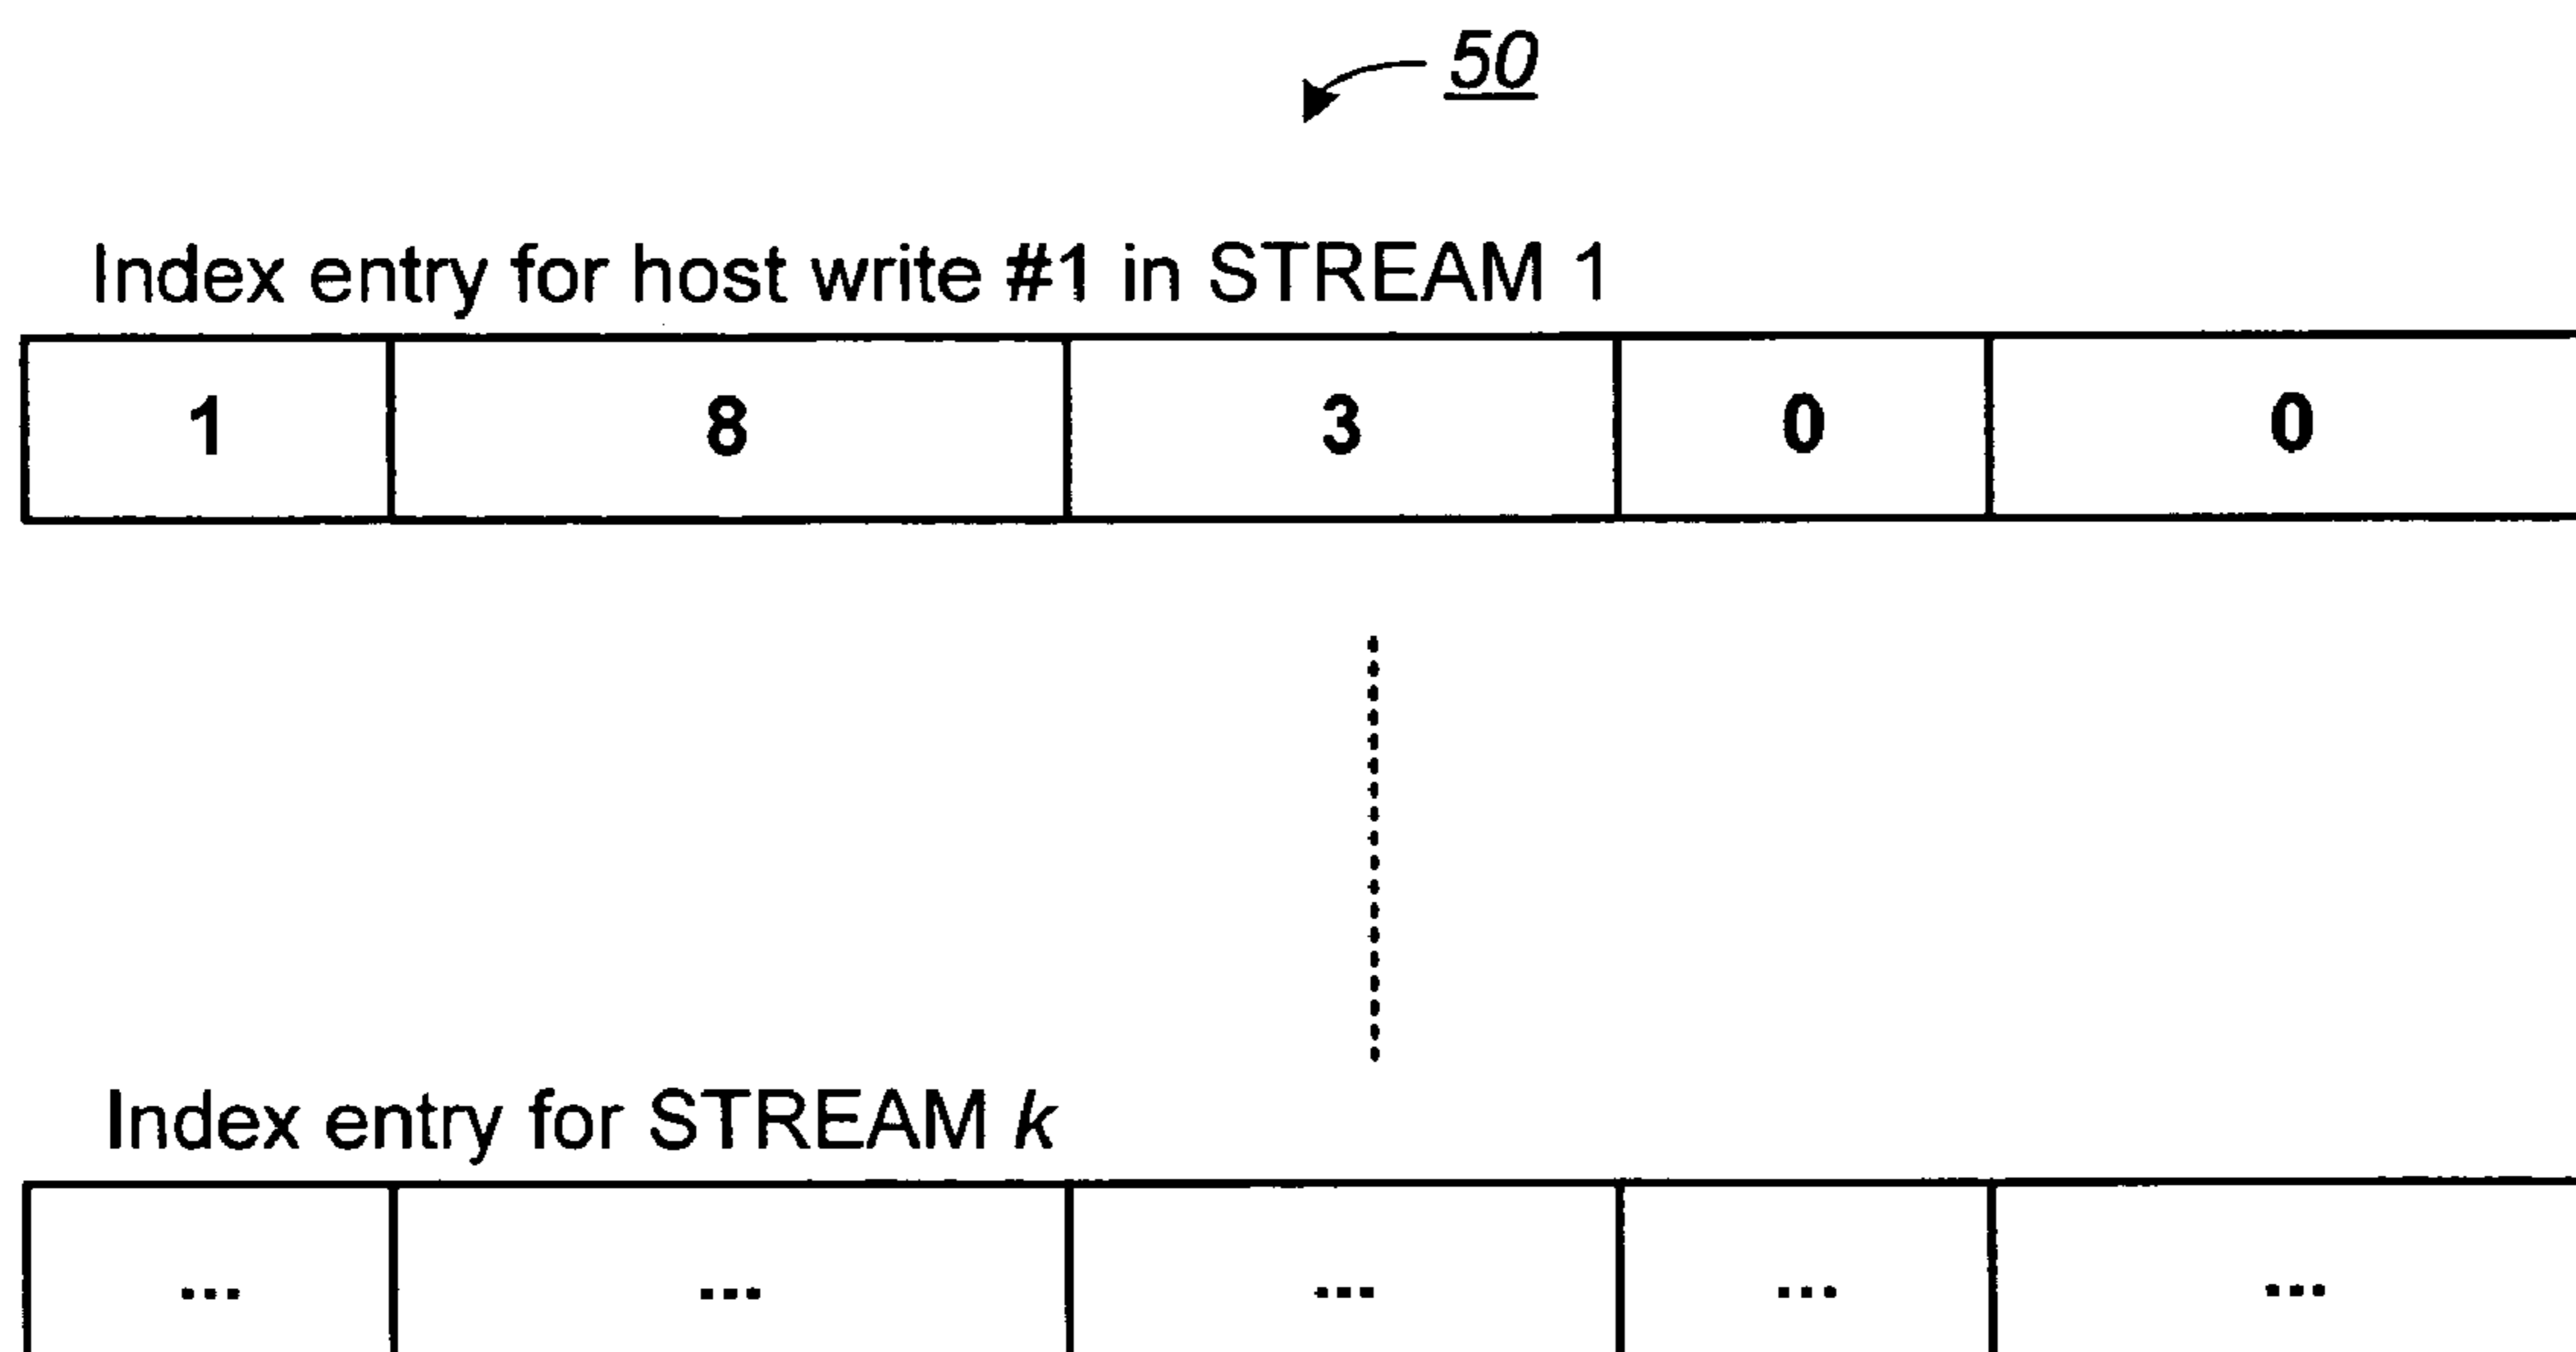 50
Index entry for host write #1 in STREAM 1
1 8 3 0 0
Index entry for STREAM k
... ... ... ... ...